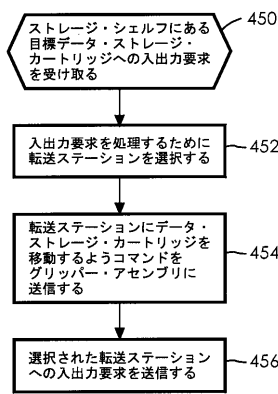 ストレージ・シェルフにある
目標データ・ストレージ・
カートリッジへの入出力要求
を受け取る
450
入出力要求を処理するために
転送ステーションを選択する
452
転送ステーションにデータ・
ストレージ・カートリッジを
移動するようコマンドを
グリッパー・アセンブリに
送信する
454
選択された転送ステーション
への入出力要求を送信する
456